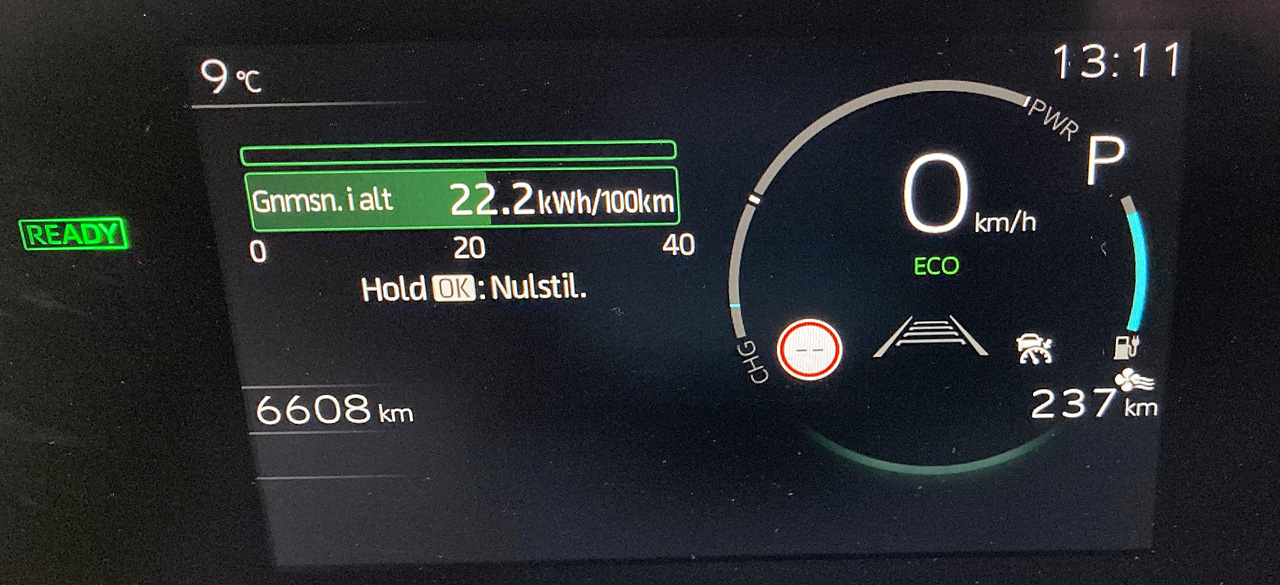 9°C
13:11
PWR
P
Gnmsn. i alt 22.2 kWh/100km
0 20 40
Hold OK : Nulstil.
READY
0 km/h
ECO
--
CHG
6608 km
237 km